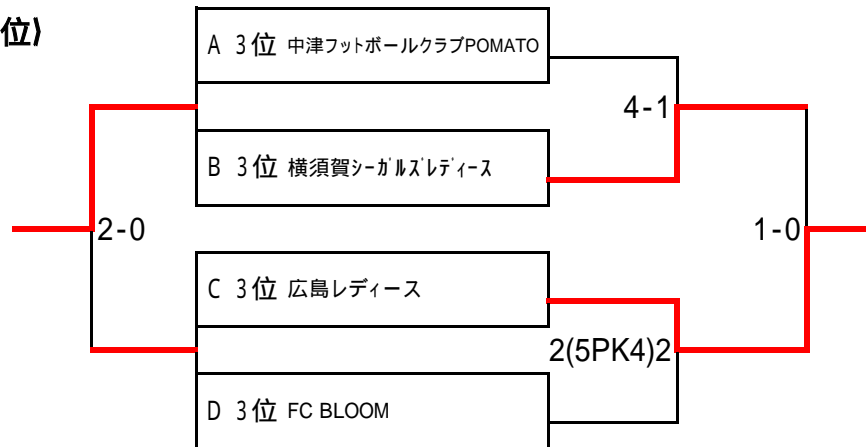 位)
A 3位 中津フットボールクラブPOMATO
4-1
B 3位 横須賀シーガルズレディース
2-0
1-0
C 3位 広島レディース
2(5PK4)2
D 3位 FC BLOOM